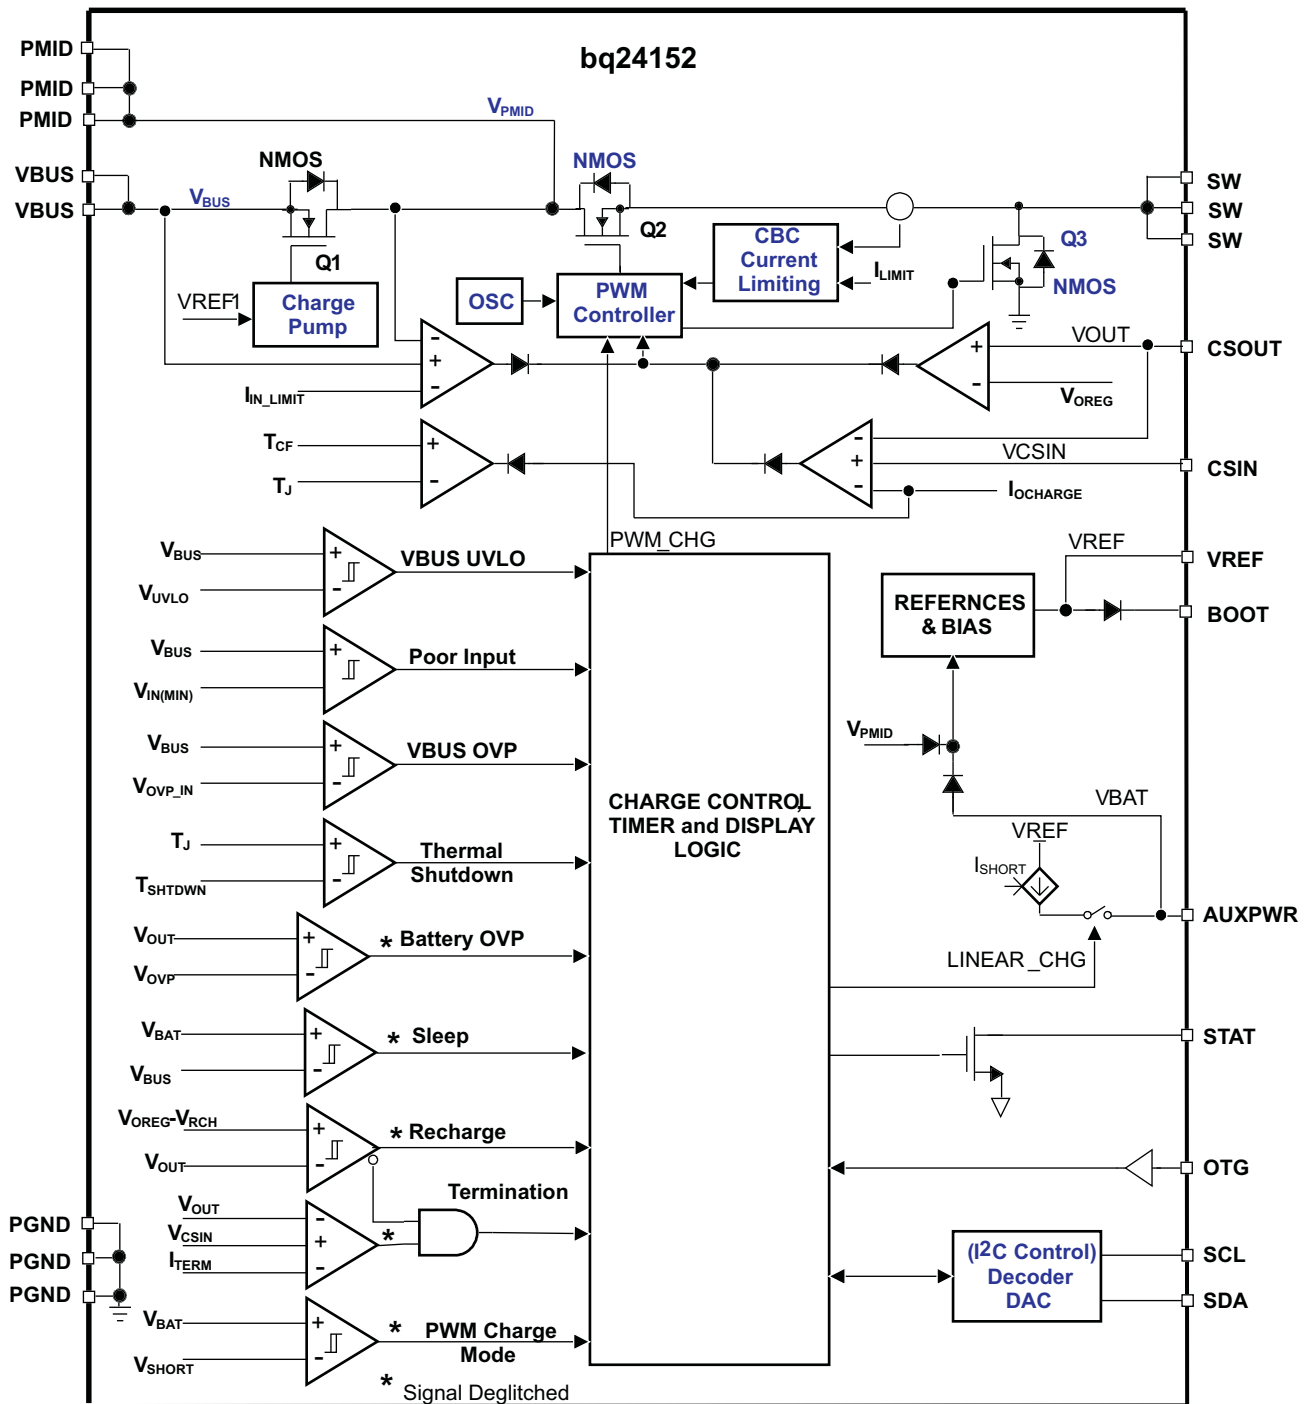 bq24152
PMID
PMID
PMID
VBUS
VBUS
VPMID
VBUS
NMOS
Q1
NMOS
Q2
CBC
Current
Limiting
ILIMIT
Q3
NMOS
SW
SW
SW
VREF1
Charge
Pump
OSC
PWM
Controller
-
+
-
IIN_LIMIT
VOUT
+
-
VOREG
CSOUT
TCF
TJ
+
-
-
+
-
VCSIN
IOCHARGE
CSIN
PWM_CHG
VBUS
VUVLO
+
-
VBUS UVLO
VREF
VREF
REFERNCES
& BIAS
BOOT
VBUS
VIN(MIN)
+
-
Poor Input
VBUS
VOVP_IN
+
-
VBUS OVP
VPMID
VBAT
CHARGE CONTROL,
TIMER and DISPLAY
LOGIC
TJ
TSHTDWN
+
-
Thermal
Shutdown
VREF
ISHORT
AUXPWR
VOUT
VOVP
+
-
* Battery OVP
LINEAR_CHG
VBAT
VBUS
+
-
* Sleep
STAT
VOREG-VRCH
VOUT
+
-
* Recharge
OTG
Termination
VOUT
VCSIN
ITERM
-
+
-
*
PGND
PGND
PGND
(I2C Control)
Decoder
DAC
SCL
SDA
VBAT
VSHORT
+
-
* PWM Charge
Mode
* Signal Deglitched